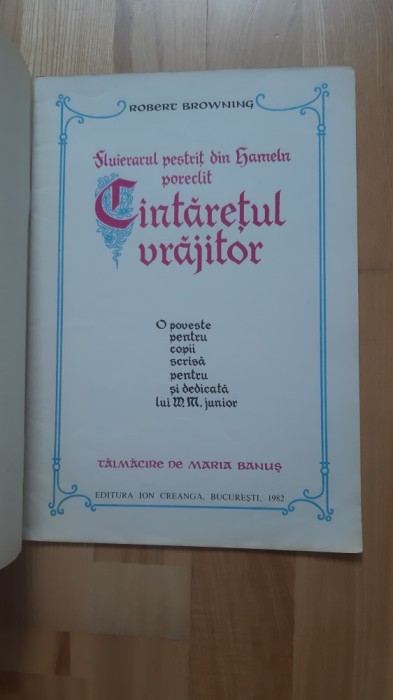 ROBERT BROWNING
Fluierarul pestriț din Hameln
poreclit
Cîntărețul
vrăjitor
O poveste
pentru
copii
scrisă
pentru
și dedicată
lui W. M. junior
TĂLMĂCIRE DE MARIA BANUȘ
EDITURA ION CREANGĂ, BUCUREȘTI, 1982